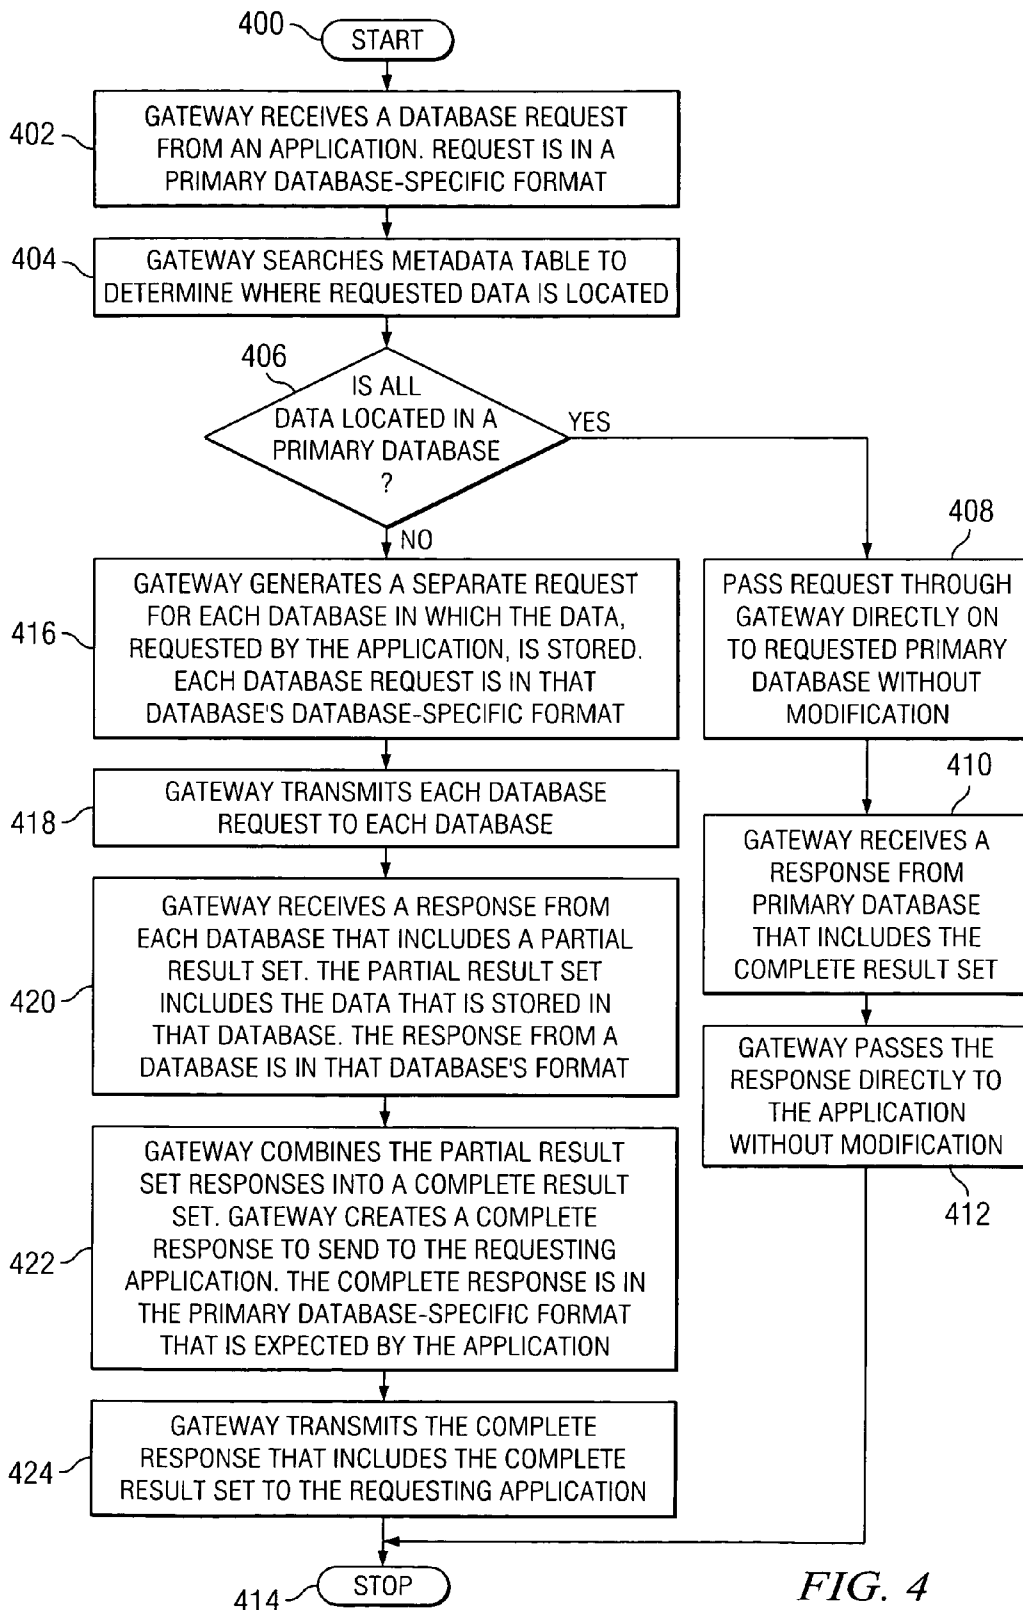 400
START
402
GATEWAY RECEIVES A DATABASE REQUEST
FROM AN APPLICATION. REQUEST IS IN A
PRIMARY DATABASE-SPECIFIC FORMAT
404
GATEWAY SEARCHES METADATA TABLE TO
DETERMINE WHERE REQUESTED DATA IS LOCATED
406
IS ALL
DATA LOCATED IN A
PRIMARY DATABASE
?
YES
NO
416
GATEWAY GENERATES A SEPARATE REQUEST
FOR EACH DATABASE IN WHICH THE DATA,
REQUESTED BY THE APPLICATION, IS STORED.
EACH DATABASE REQUEST IS IN THAT
DATABASE'S DATABASE-SPECIFIC FORMAT
418
GATEWAY TRANSMITS EACH DATABASE
REQUEST TO EACH DATABASE
420
GATEWAY RECEIVES A RESPONSE FROM
EACH DATABASE THAT INCLUDES A PARTIAL
RESULT SET. THE PARTIAL RESULT SET
INCLUDES THE DATA THAT IS STORED IN
THAT DATABASE. THE RESPONSE FROM A
DATABASE IS IN THAT DATABASE'S FORMAT
422
GATEWAY COMBINES THE PARTIAL RESULT
SET RESPONSES INTO A COMPLETE RESULT
SET. GATEWAY CREATES A COMPLETE
RESPONSE TO SEND TO THE REQUESTING
APPLICATION. THE COMPLETE RESPONSE IS IN
THE PRIMARY DATABASE-SPECIFIC FORMAT
THAT IS EXPECTED BY THE APPLICATION
424
GATEWAY TRANSMITS THE COMPLETE
RESPONSE THAT INCLUDES THE COMPLETE
RESULT SET TO THE REQUESTING APPLICATION
408
PASS REQUEST THROUGH
GATEWAY DIRECTLY ON
TO REQUESTED PRIMARY
DATABASE WITHOUT
MODIFICATION
410
GATEWAY RECEIVES A
RESPONSE FROM
PRIMARY DATABASE
THAT INCLUDES THE
COMPLETE RESULT SET
GATEWAY PASSES THE
RESPONSE DIRECTLY TO
THE APPLICATION
WITHOUT MODIFICATION
412
414
STOP
FIG. 4